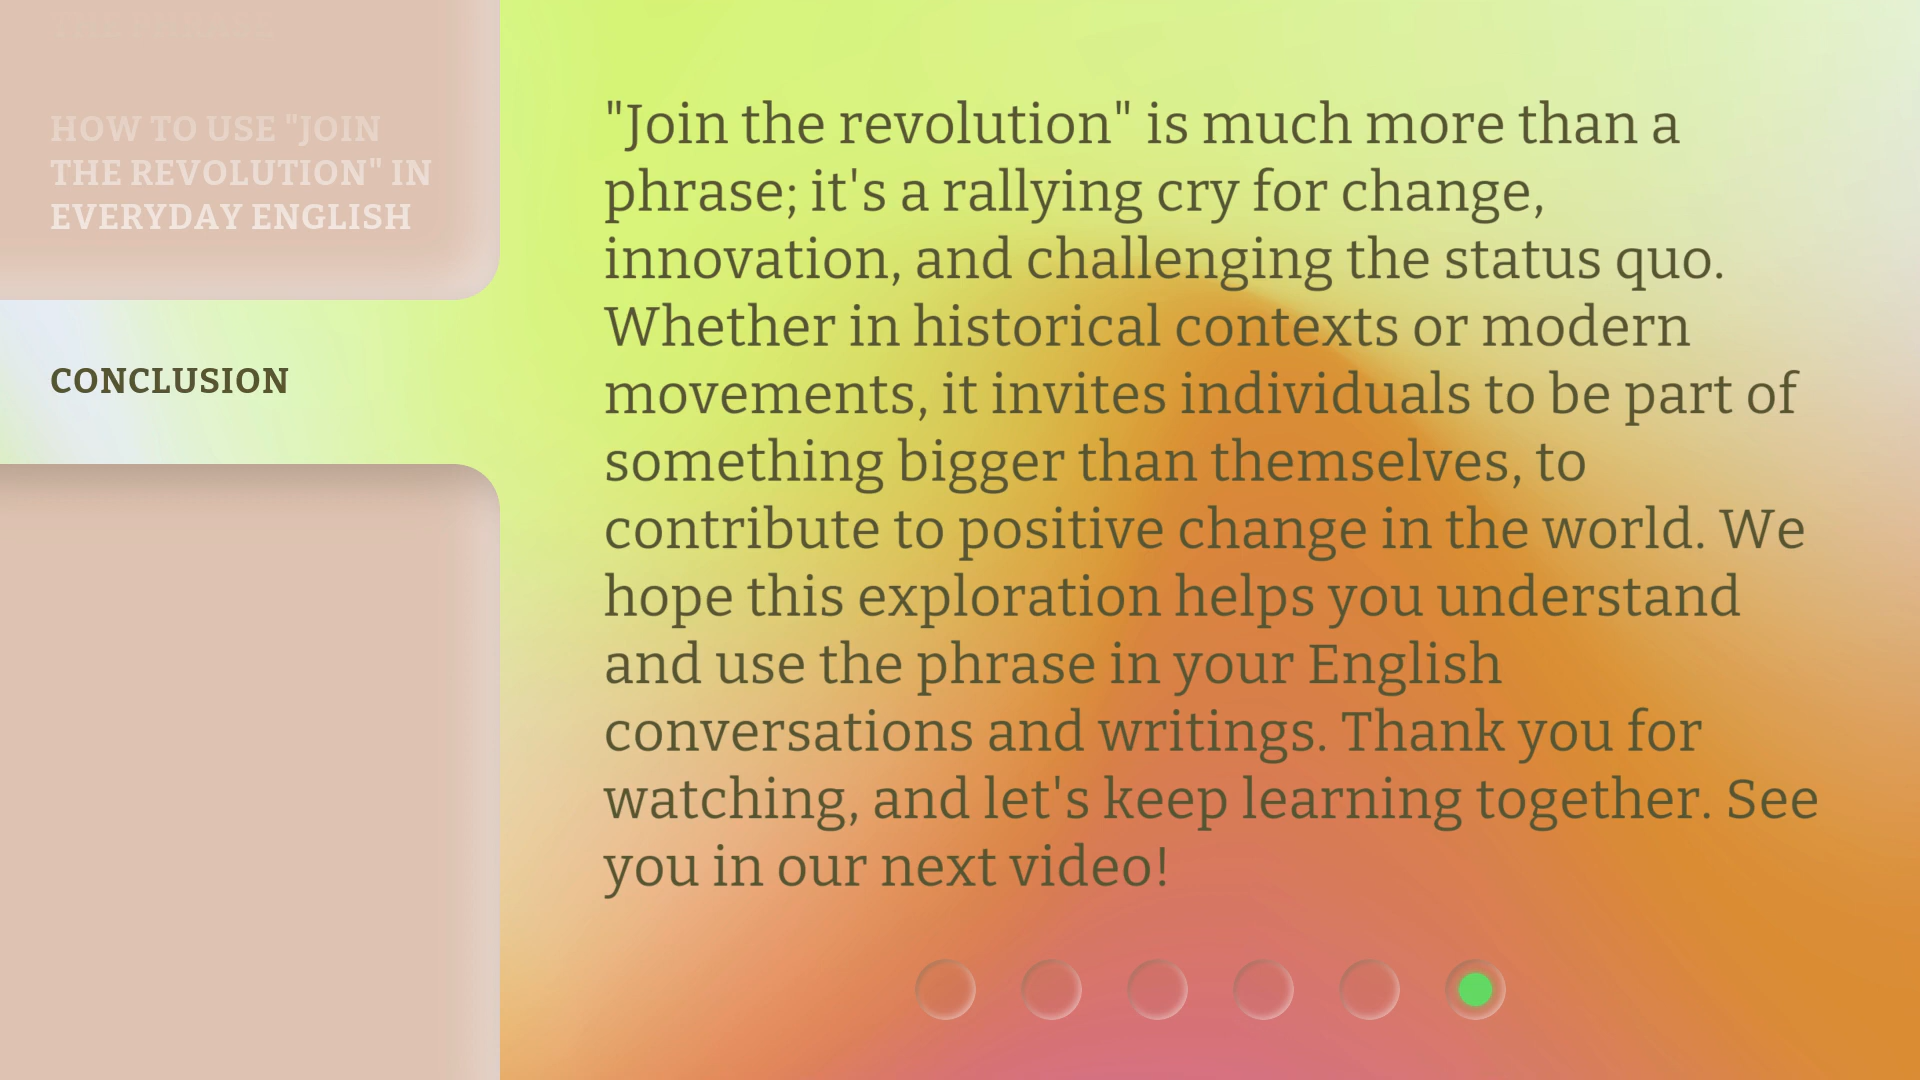 THE PHRASE
HOW TO USE "JOIN
THE REVOLUTION" IN
EVERYDAY ENGLISH
CONCLUSION
"Join the revolution" is much more than a
phrase; it's a rallying cry for change,
innovation, and challenging the status quo.
Whether in historical contexts or modern
movements, it invites individuals to be part of
something bigger than themselves, to
contribute to positive change in the world. We
hope this exploration helps you understand
and use the phrase in your English
conversations and writings. Thank you for
watching, and let's keep learning together. See
you in our next video!